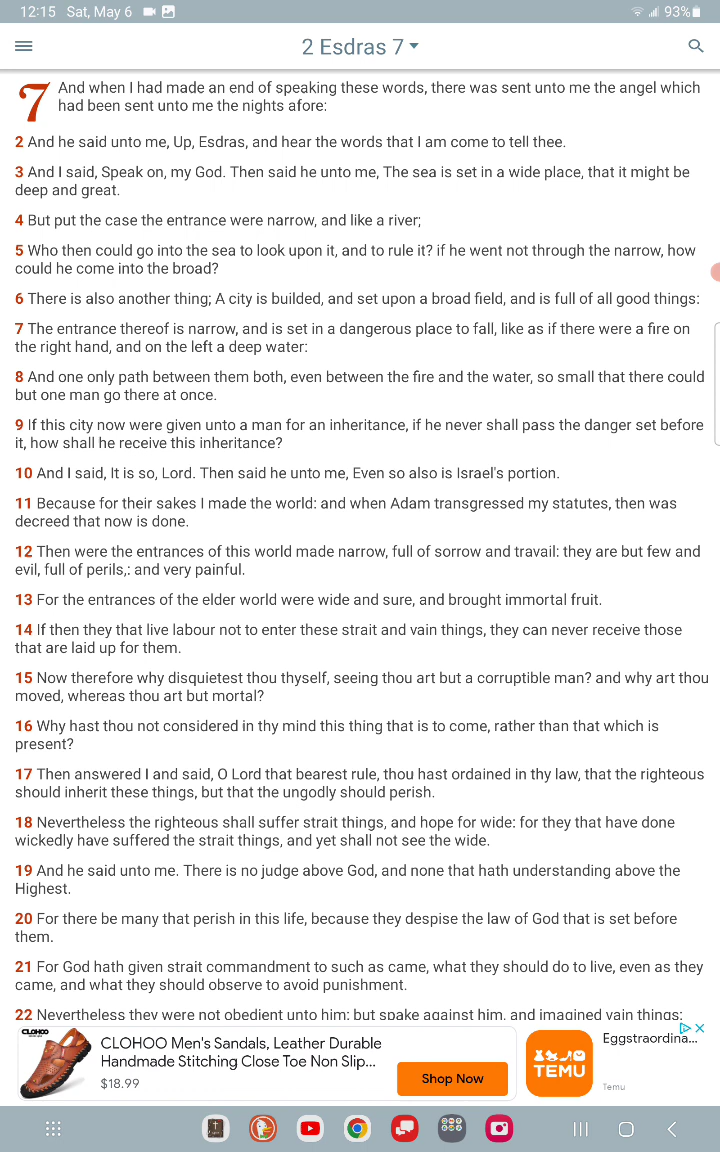 12:15 Sat, May 6 93%
2 Esdras 7
7 And when I had made an end of speaking these words, there was sent unto me the angel which
had been sent unto me the nights afore:
2 And he said unto me, Up, Esdras, and hear the words that I am come to tell thee.
3 And I said, Speak on, my God. Then said he unto me, The sea is set in a wide place, that it might be
deep and great.
4 But put the case the entrance were narrow, and like a river;
5 Who then could go into the sea to look upon it, and to rule it? if he went not through the narrow, how
could he come into the broad?
6 There is also another thing; A city is builded, and set upon a broad field, and is full of all good things:
7 The entrance thereof is narrow, and is set in a dangerous place to fall, like as if there were a fire on
the right hand, and on the left a deep water:
8 And one only path between them both, even between the fire and the water, so small that there could
but one man go there at once.
9 If this city now were given unto a man for an inheritance, if he never shall pass the danger set before
it, how shall he receive this inheritance?
10 And I said, It is so, Lord. Then said he unto me, Even so also is Israel's portion.
11 Because for their sakes I made the world: and when Adam transgressed my statutes, then was
decreed that now is done.
12 Then were the entrances of this world made narrow, full of sorrow and travail: they are but few and
evil, full of perils,: and very painful.
13 For the entrances of the elder world were wide and sure, and brought immortal fruit.
14 If then they that live labour not to enter these strait and vain things, they can never receive those
that are laid up for them.
15 Now therefore why disquietest thou thyself, seeing thou art but a corruptible man? and why art thou
moved, whereas thou art but mortal?
16 Why hast thou not considered in thy mind this thing that is to come, rather than that which is
present?
17 Then answered I and said, O Lord that bearest rule, thou hast ordained in thy law, that the righteous
should inherit these things, but that the ungodly should perish.
18 Nevertheless the righteous shall suffer strait things, and hope for wide: for they that have done
wickedly have suffered the strait things, and yet shall not see the wide.
19 And he said unto me. There is no judge above God, and none that hath understanding above the
Highest.
20 For there be many that perish in this life, because they despise the law of God that is set before
them.
21 For God hath given strait commandment to such as came, what they should do to live, even as they
came, and what they should observe to avoid punishment.
22 Nevertheless they were not obedient unto him; but spake against him, and imagined vain things;
CLOHOO
CLOHOO Men's Sandals, Leather Durable
Handmade Stitching Close Toe Non Slip...
$18.99
Shop Now
TEMU
Eggstraordina...
Temu